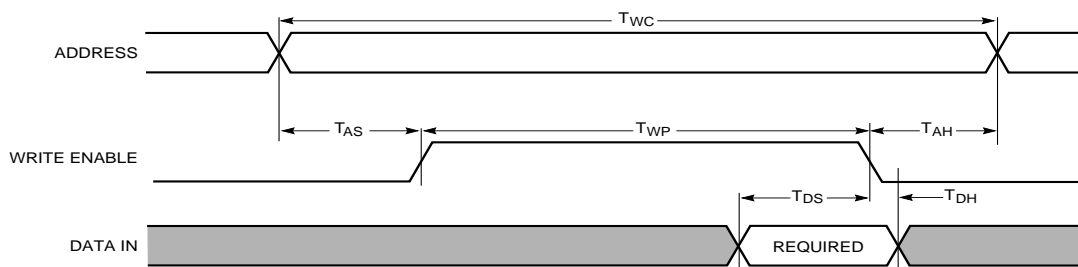 TWC
ADDRESS
TAS TWP TAH
WRITE ENABLE
TDS TDH
DATA IN REQUIRED